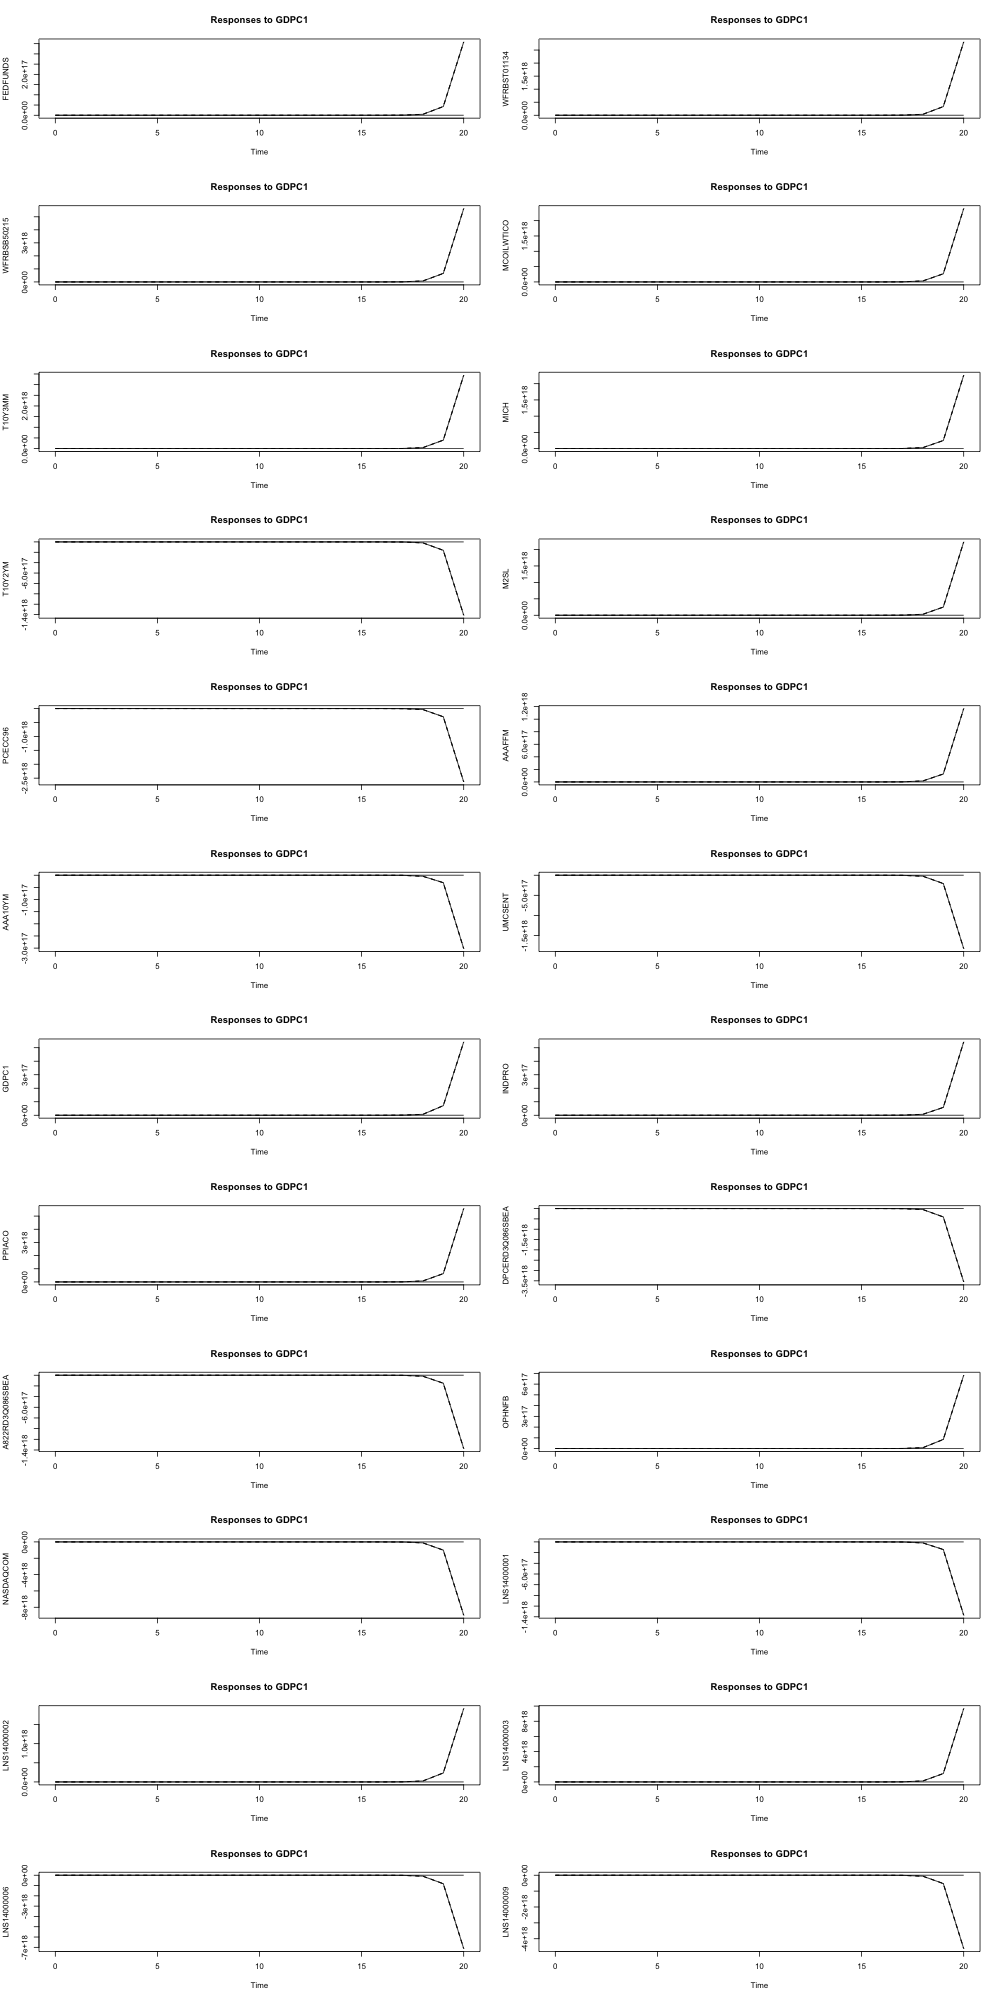 Responses to GDPC1
FEDFUNDS
0.0e+00 2.0e+17
0 5 10 15 20
Time
Responses to GDPC1
WFRBST01134
0.0e+00 1.5e+18
0 5 10 15 20
Time
Responses to GDPC1
WFRBSB50215
0e+00 3e+18
0 5 10 15 20
Time
Responses to GDPC1
MCOILWTICO
0.0e+00 1.5e+18
0 5 10 15 20
Time
Responses to GDPC1
T10Y3MM
0.0e+00 2.0e+18
0 5 10 15 20
Time
Responses to GDPC1
MICH
0.0e+00 1.5e+18
0 5 10 15 20
Time
Responses to GDPC1
T10Y2YM
-1.4e+18 -6.0e+17
0 5 10 15 20
Time
Responses to GDPC1
M2SL
0.0e+00 1.5e+18
0 5 10 15 20
Time
Responses to GDPC1
PCECC96
-2.5e+18 -1.0e+18
0 5 10 15 20
Time
Responses to GDPC1
AAAFFM
0.0e+00 6.0e+17 1.2e+18
0 5 10 15 20
Time
Responses to GDPC1
AAA10YM
-3.0e+17 -1.0e+17
0 5 10 15 20
Time
Responses to GDPC1
UMCSENT
-1.5e+18 -5.0e+17
0 5 10 15 20
Time
Responses to GDPC1
GDPC1
0e+00 3e+17
0 5 10 15 20
Time
Responses to GDPC1
INDPRO
0e+00 3e+17
0 5 10 15 20
Time
Responses to GDPC1
PPIACO
0e+00 3e+18
0 5 10 15 20
Time
Responses to GDPC1
DPCERD3Q086SBEA
-3.5e+18 -1.5e+18
0 5 10 15 20
Time
Responses to GDPC1
A822RD3Q086SBEA
-1.4e+18 -6.0e+17
0 5 10 15 20
Time
Responses to GDPC1
OPHNFB
0e+00 3e+17 6e+17
0 5 10 15 20
Time
Responses to GDPC1
NASDAQCOM
-8e+18 -4e+18 0e+00
0 5 10 15 20
Time
Responses to GDPC1
LNS14000001
-1.4e+18 -6.0e+17
0 5 10 15 20
Time
Responses to GDPC1
LNS14000002
0.0e+00 1.0e+18
0 5 10 15 20
Time
Responses to GDPC1
LNS14000003
0e+00 4e+18 8e+18
0 5 10 15 20
Time
Responses to GDPC1
LNS14000006
-7e+18 -3e+18 0e+00
0 5 10 15 20
Time
Responses to GDPC1
LNS14000009
-4e+18 -2e+18 0e+00
0 5 10 15 20
Time